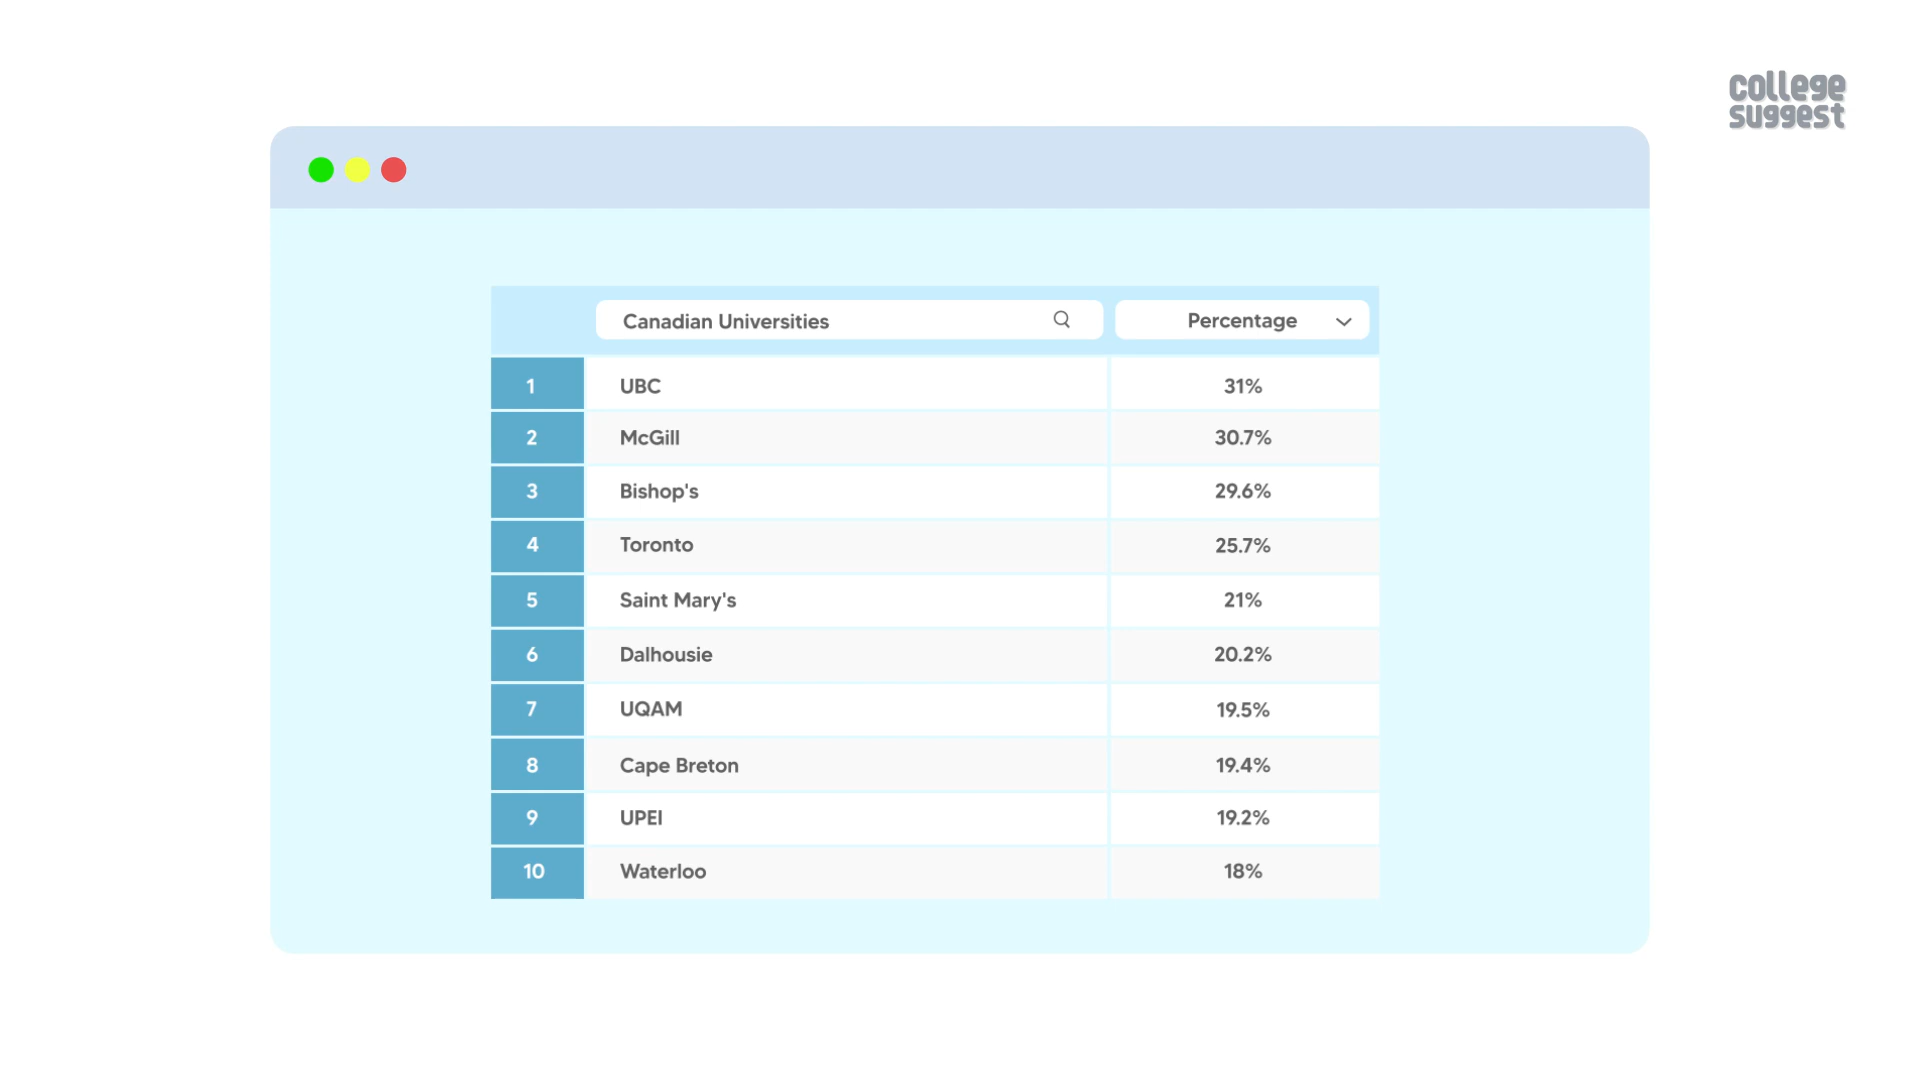 college
suggest
Canadian Universities Percentage
1 UBC 31%
2 McGill 30.7%
3 Bishop's 29.6%
4 Toronto 25.7%
5 Saint Mary's 21%
6 Dalhousie 20.2%
7 UQAM 19.5%
8 Cape Breton 19.4%
9 UPEI 19.2%
10 Waterloo 18%